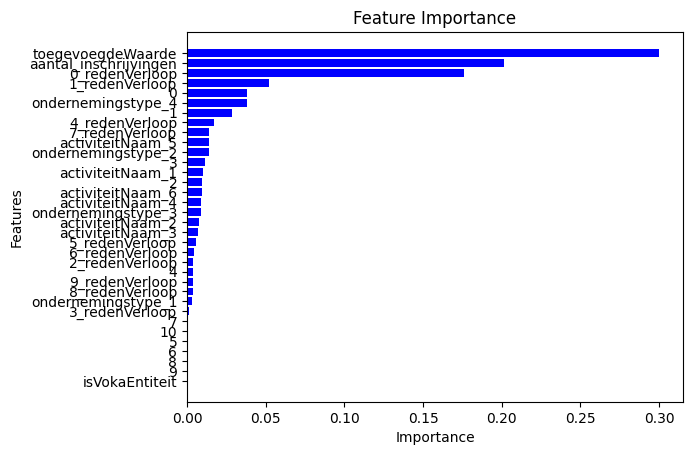 Feature Importance
toegevoegdeWaarde
aantal_inschrijvingen
0_redenVerloop
1_redenVerloop
0
ondernemingstype_4
1
4_redenVerloop
7_redenVerloop
activiteitNaam_5
ondernemingstype_2
3
activiteitNaam_1
2
activiteitNaam_6
activiteitNaam_4
ondernemingstype_3
activiteitNaam_2
activiteitNaam_3
5_redenVerloop
6_redenVerloop
2_redenVerloop
4
9_redenVerloop
8_redenVerloop
ondernemingstype_1
3_redenVerloop
7
10
5
6
8
9
isVokaEntiteit
Features
0.00 0.05 0.10 0.15 0.20 0.25 0.30
Importance